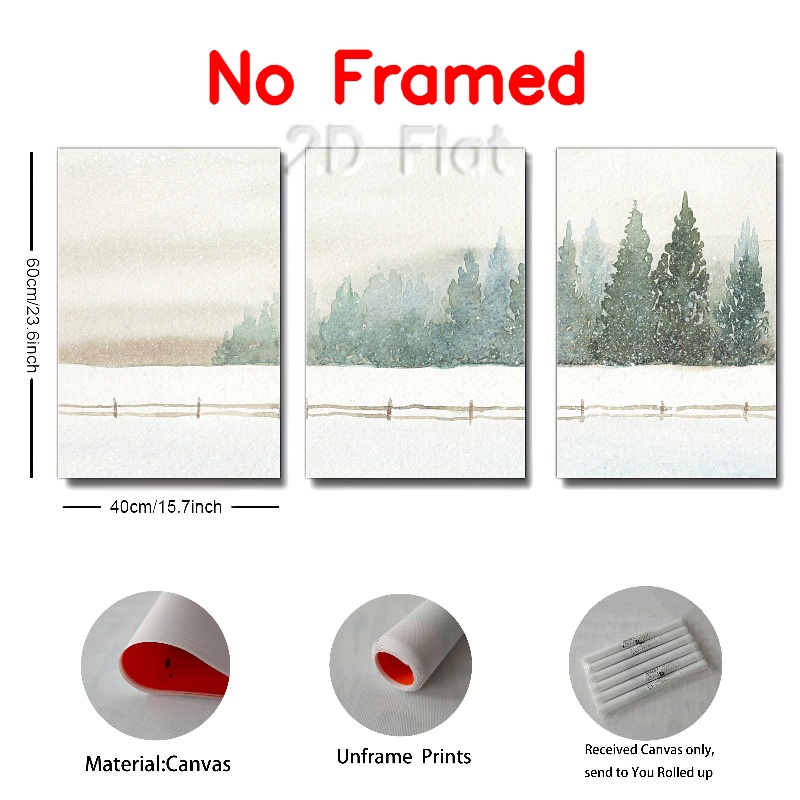 No Framed
2D Flat
60cm/23.6inch
40cm/15.7inch
Material:Canvas
Unframe Prints
Received Canvas only,
send to You Rolled up